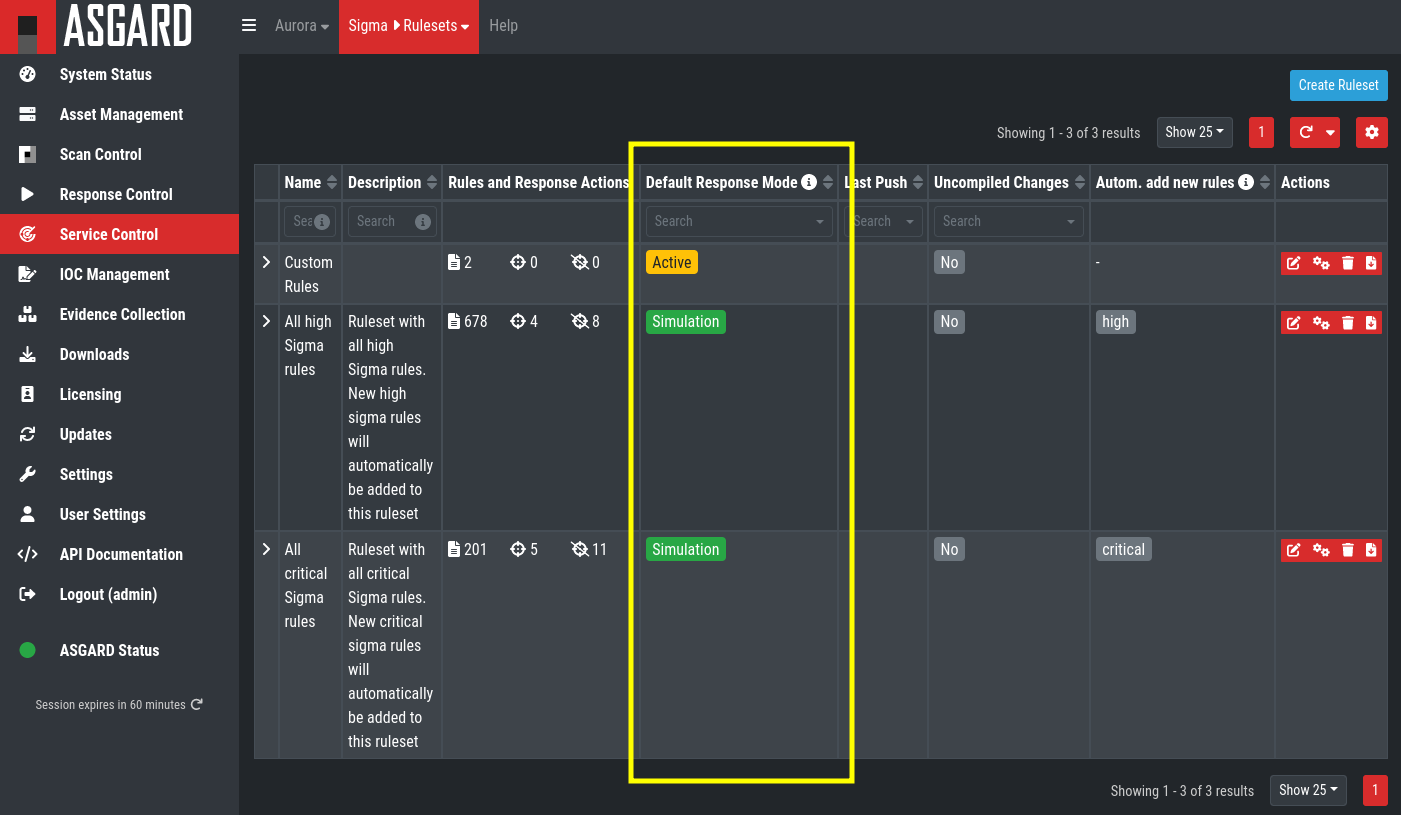 ASGARD
Aurora
Sigma Rulesets
Help
System Status
Asset Management
Scan Control
Response Control
Service Control
IOC Management
Evidence Collection
Downloads
Licensing
Updates
Settings
User Settings
API Documentation
Logout (admin)
ASGARD Status
Session expires in 60 minutes
Create Ruleset
Showing 1 - 3 of 3 results
Show 25
1
Name
Description
Rules and Response Actions
Default Response Mode
Last Push
Uncompiled Changes
Autom. add new rules
Actions
Sea
Search
Search
Search
Search
Custom
Rules
2
0
0
Active
No
-
All high
Sigma
rules
Ruleset with
all high
Sigma rules.
New high
sigma rules
will
automatically
be added to
this ruleset
678
4
8
Simulation
No
high
All
critical
Sigma
rules
Ruleset with
all critical
Sigma rules.
New critical
sigma rules
will
automatically
be added to
this ruleset
201
5
11
Simulation
No
critical
Showing 1 - 3 of 3 results
Show 25
1